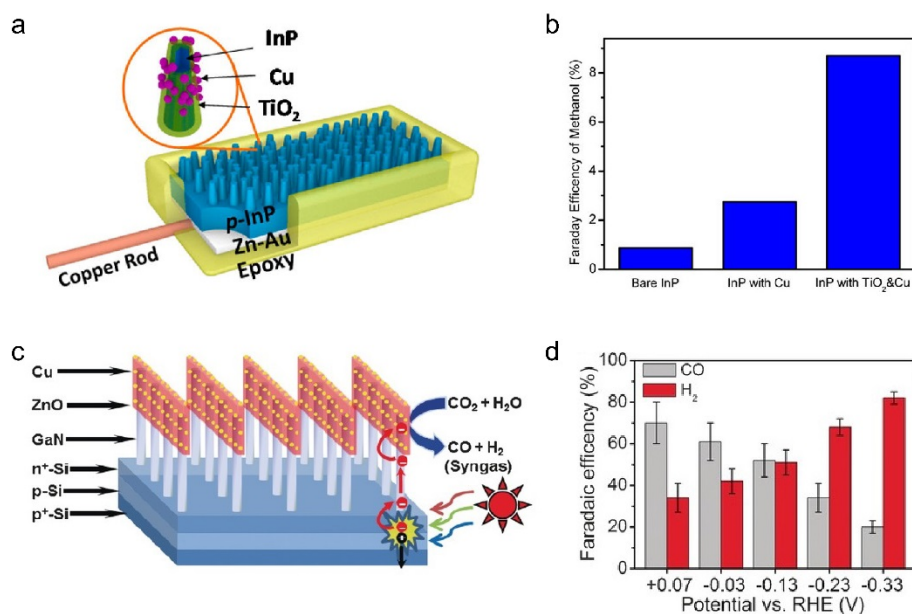 a
InP
Cu
TiO2
p-InP
Zn-Au
Epoxy
Copper Rod
b
Faraday Efficency of Methanol (%)
8
6
4
2
0
Bare InP
InP with Cu
InP with TiO2&Cu
c
Cu
ZnO
GaN
n+-Si
p-Si
p+-Si
CO2 + H2O
CO + H2
(Syngas)
d
Faradaic efficency (%)
100
80
60
40
20
0
CO
H2
+0.07 -0.03 -0.13 -0.23 -0.33
Potential vs. RHE (V)